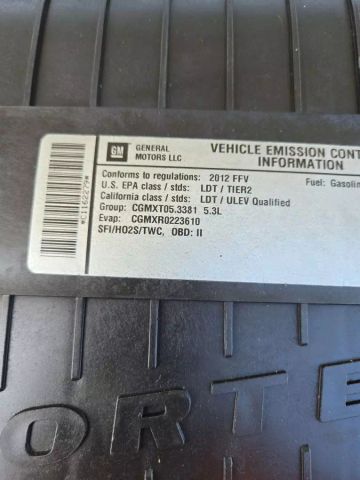 GM GENERAL MOTORS LLC
VEHICLE EMISSION CONT
INFORMATION
Conforms to regulations: 2012 FFV
Fuel: Gasolin
U.S. EPA class / stds: LDT / TIER2
California class / stds: LDT / ULEV Qualified
Group: CGMXT05.3381 5.3L
Evap: CGMXR0223610
SFI/HO2S/TWC, OBD: II
ORTE